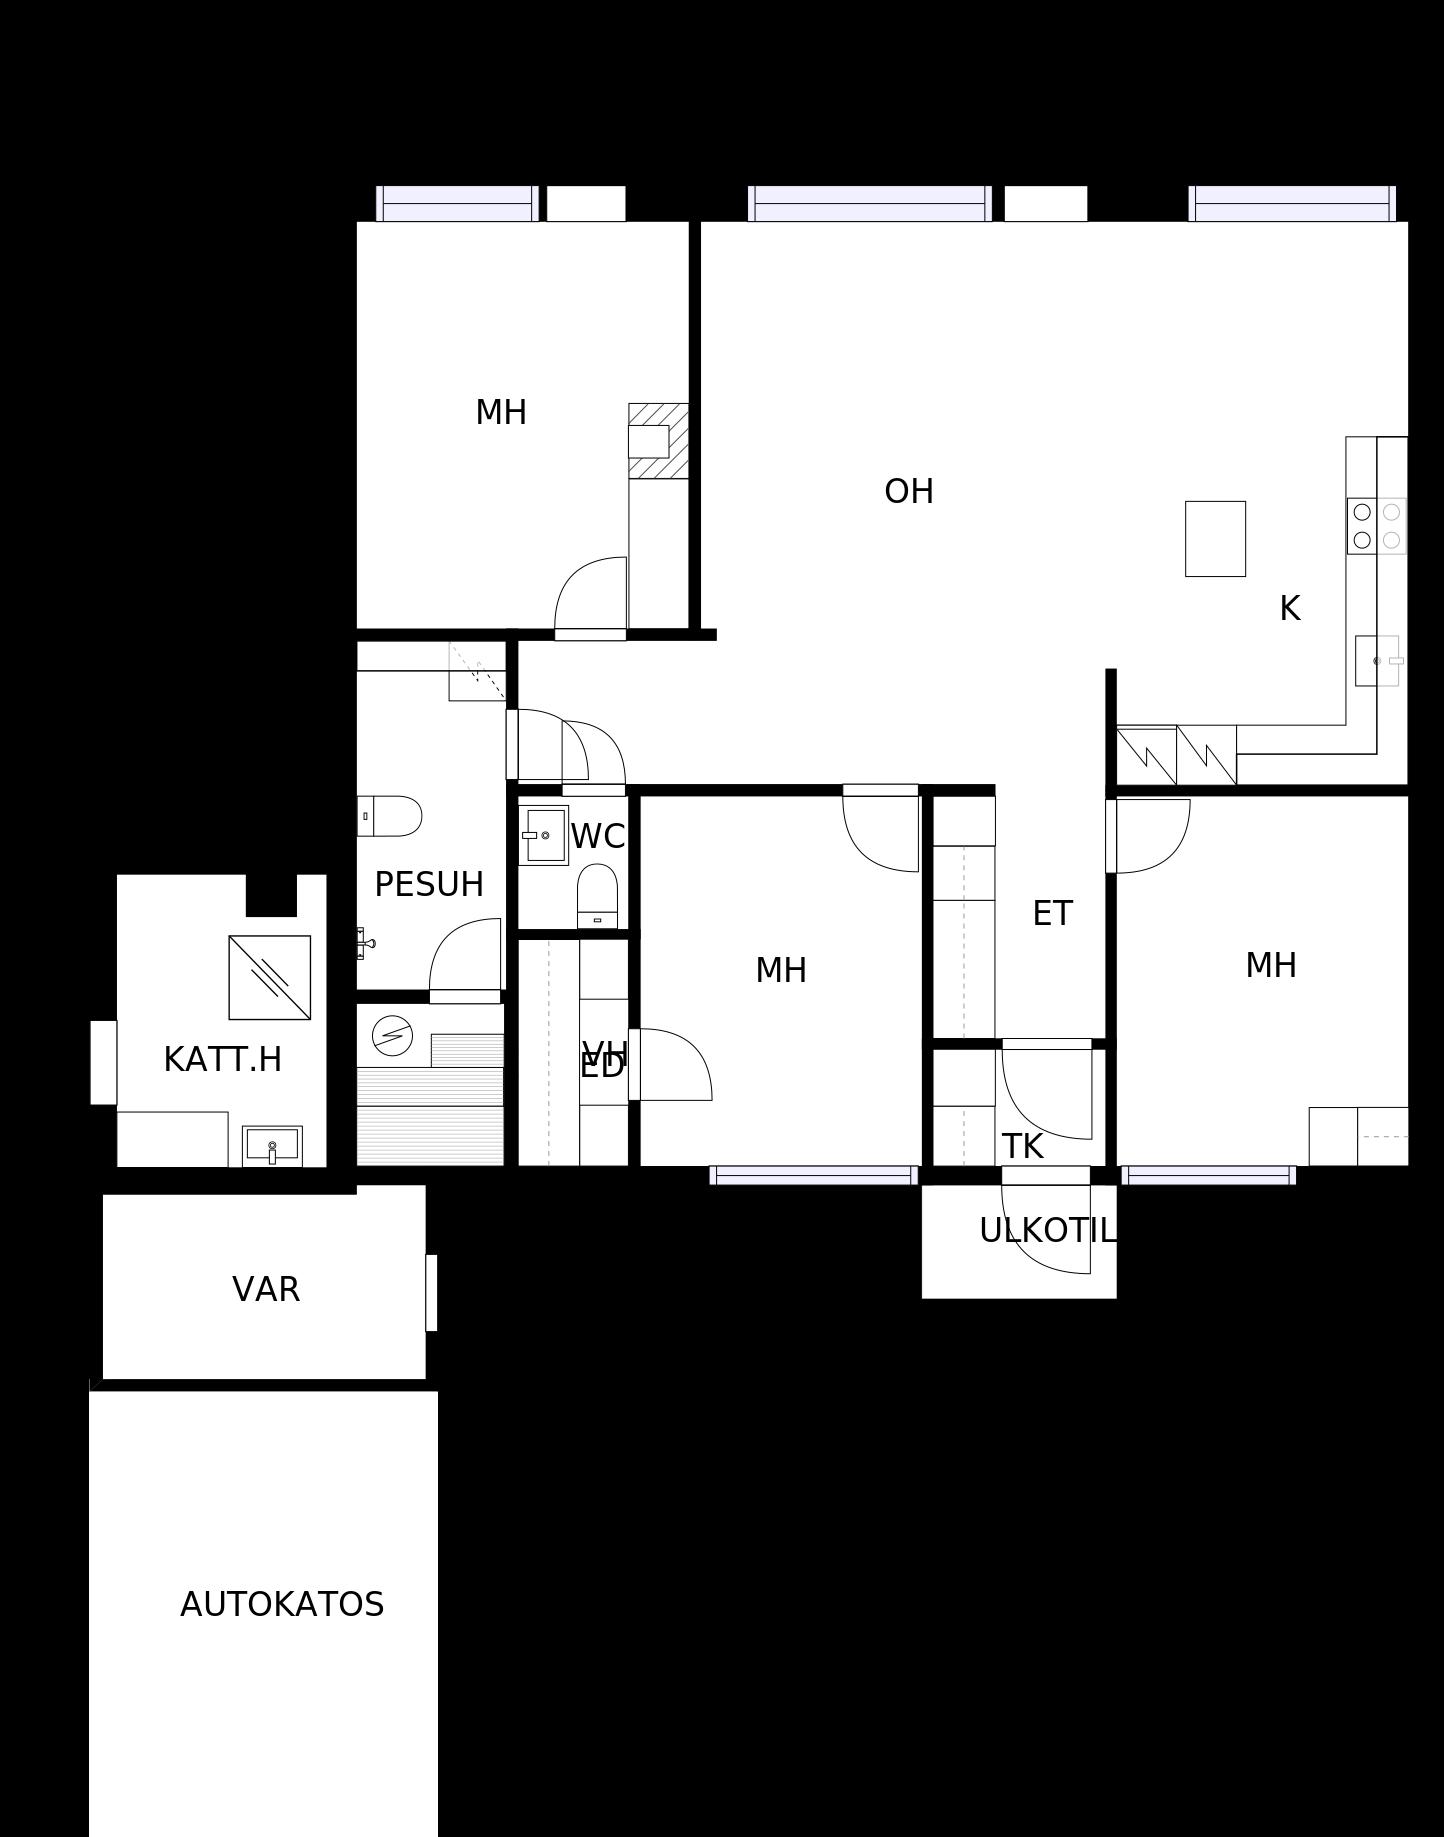 MH
OH
K
WC
PESUH
ET
MH
MH
VH
ED
KATT.H
TK
ULKOTIL
VAR
AUTOKATOS